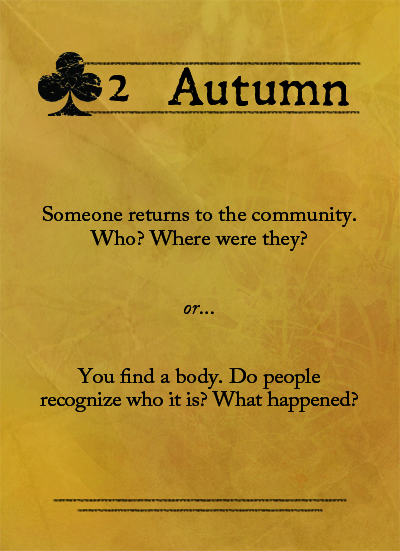 2 Autumn
Someone returns to the community.
Who? Where were they?
or...
You find a body. Do people
recognize who it is? What happened?